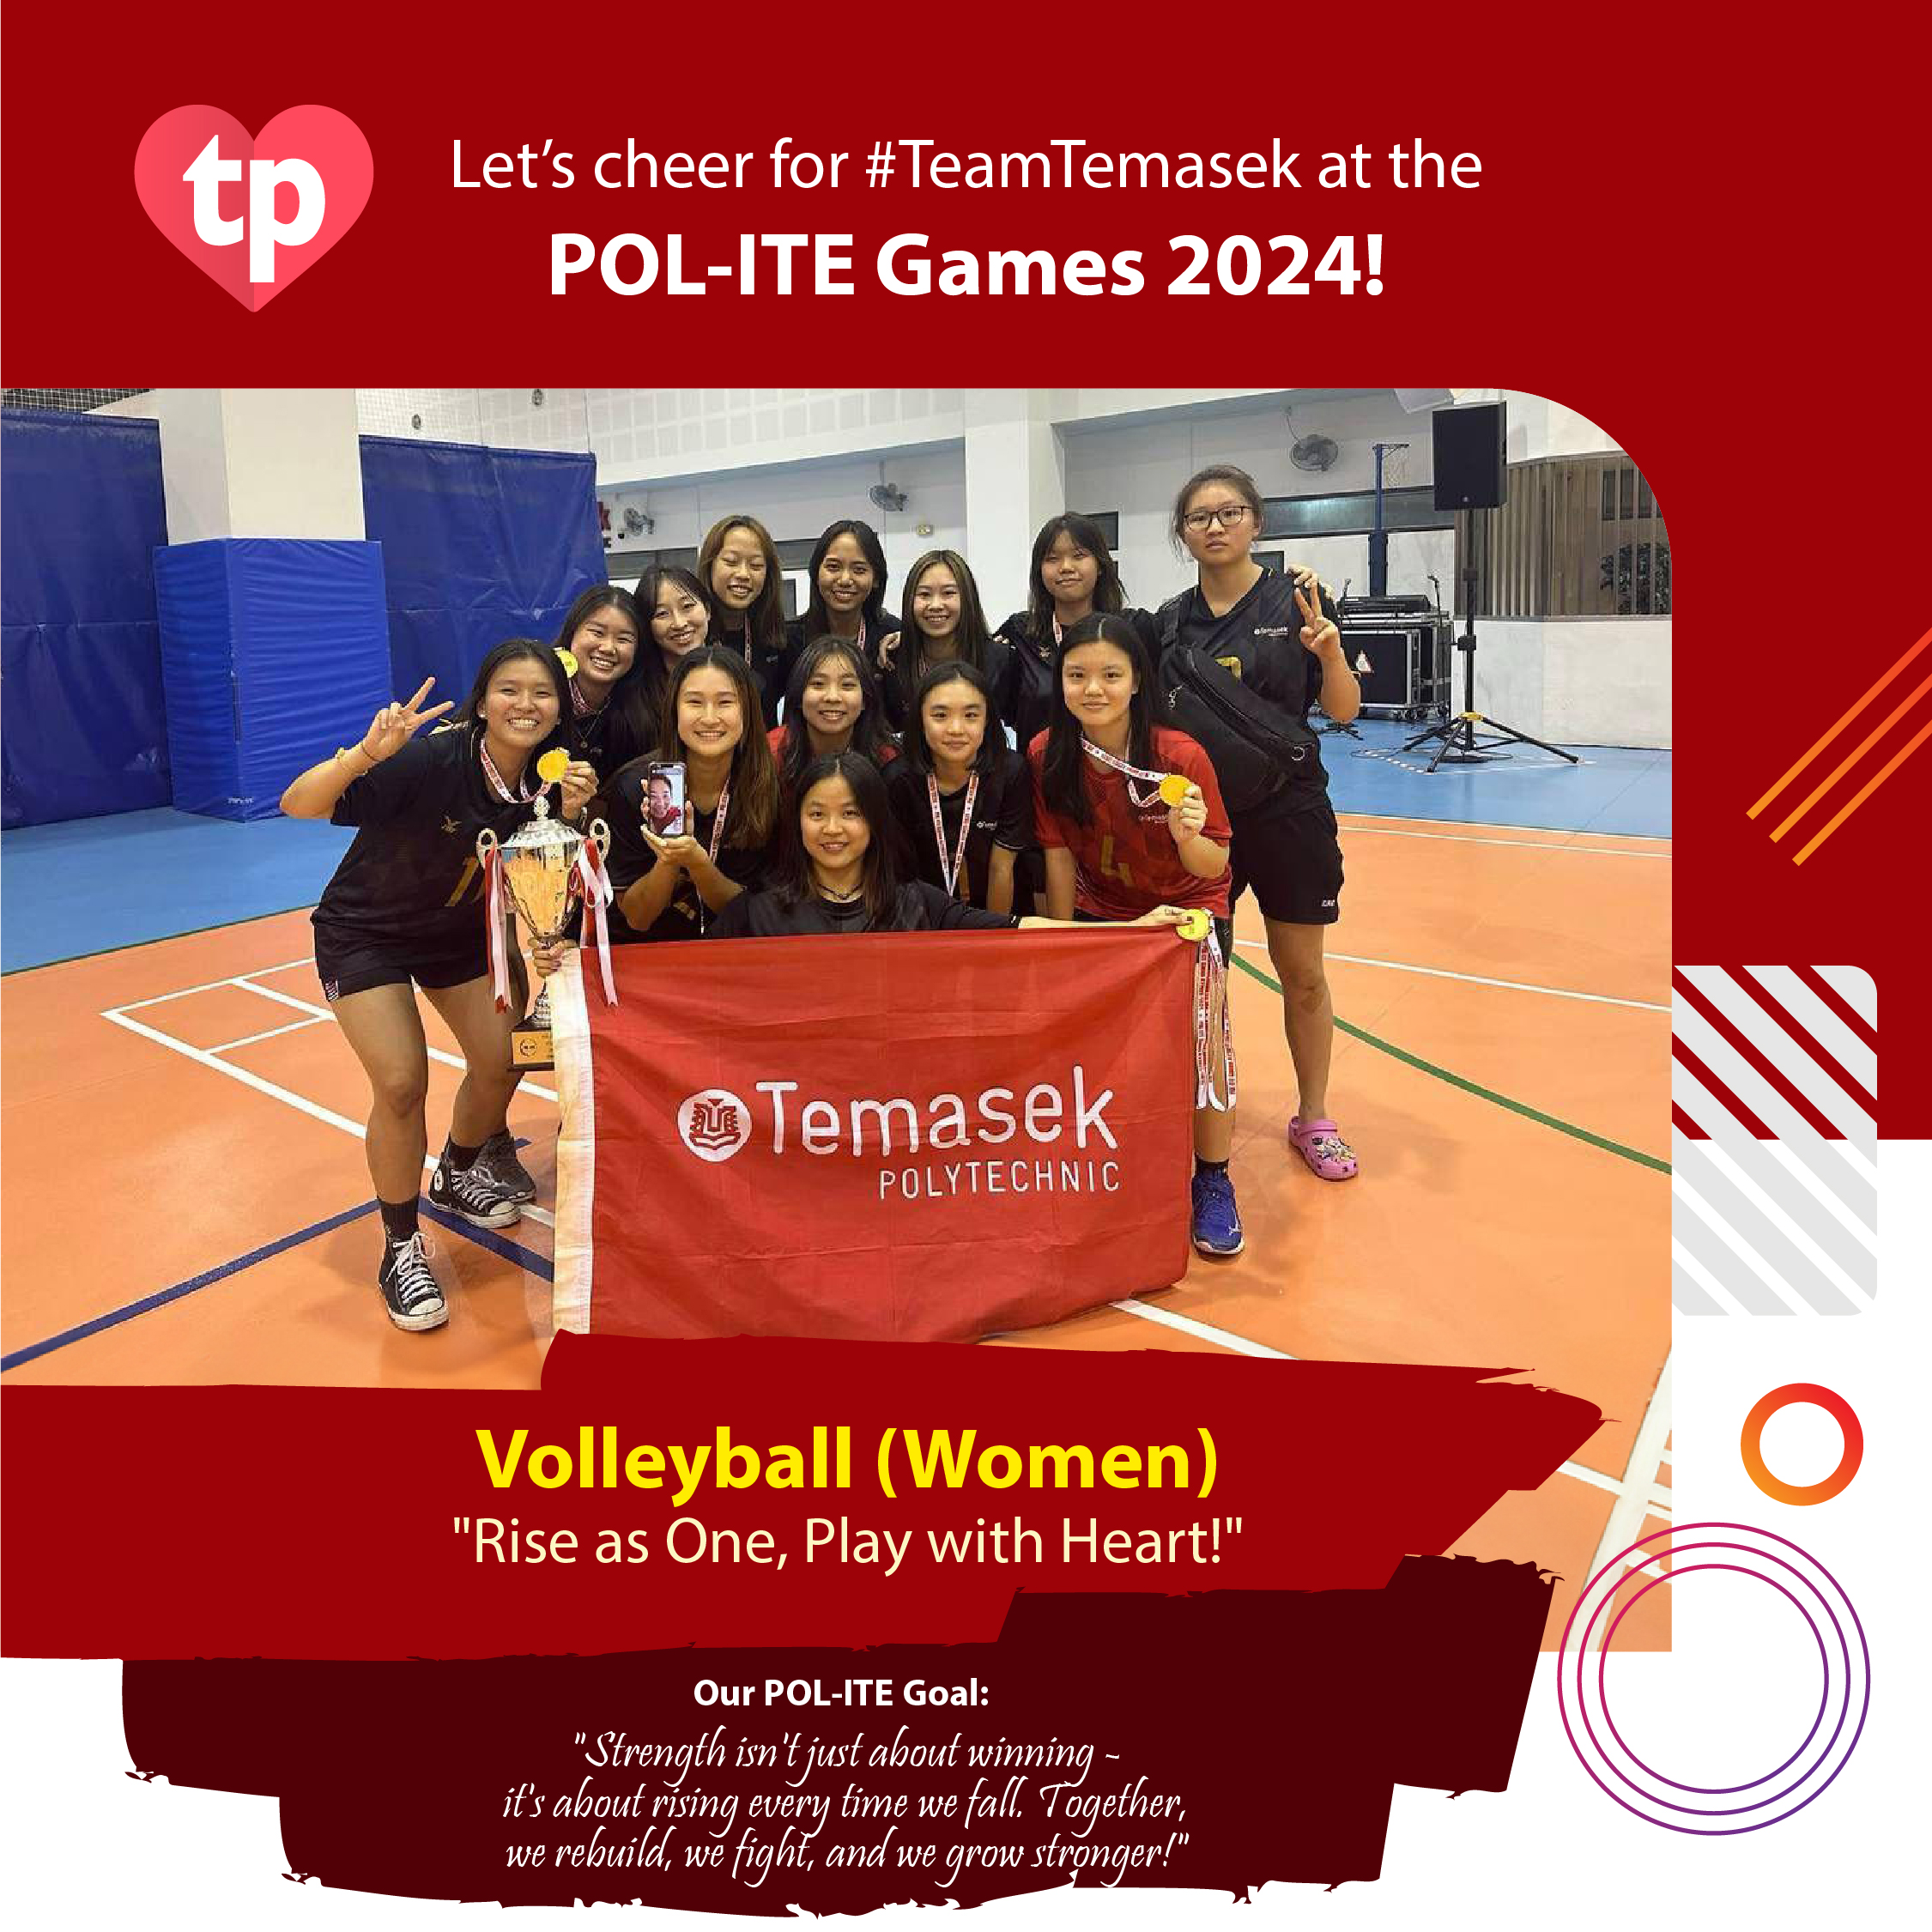 tp
Let's cheer for #TeamTemasek at the
POL-ITE Games 2024!
Temasek
4
Temasek
POLYTECHNIC
Volleyball (Women)
"Rise as One, Play with Heart!"
Our POL-ITE Goal:
"Strength isn't just about winning -
it's about rising every time we fall. Together,
we rebuild, we fight, and we grow stronger!"